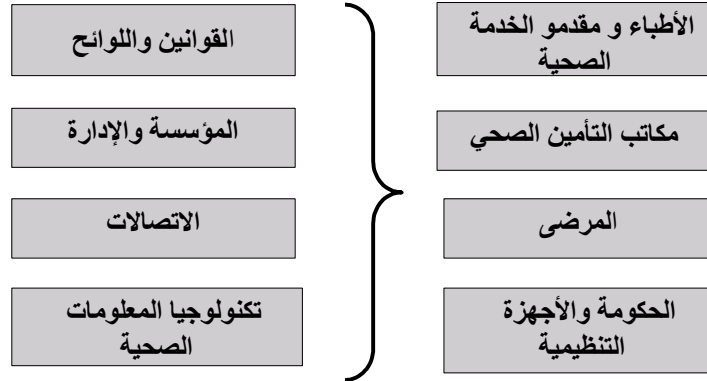 الأطباء و مقدمو الخدمة
الصحية
مكاتب التأمين الصحي
المرضى
الحكومة والأجهزة
التنظيمية
القوانين واللوائح
المؤسسة والإدارة
الاتصالات
تكنولوجيا المعلومات
الصحية